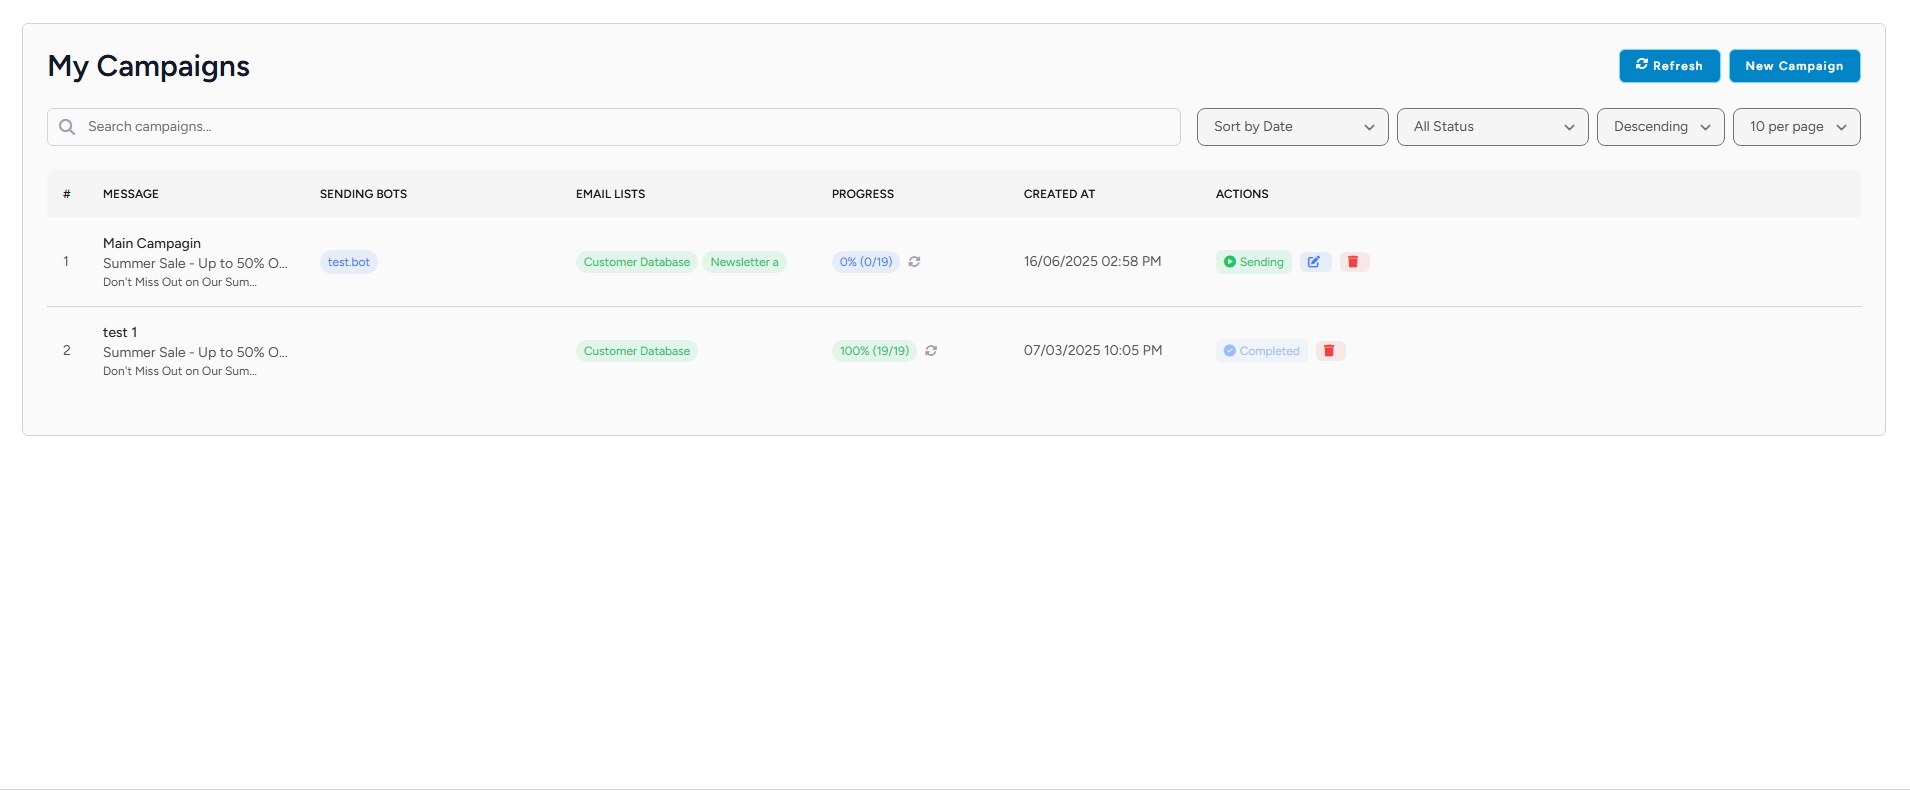 My Campaigns
Refresh
New Campaign
Search campaigns...
Sort by Date
All Status
Descending
10 per page
# MESSAGE SENDING BOTS EMAIL LISTS PROGRESS CREATED AT ACTIONS
Main Campagin
1 Summer Sale - Up to 50% O... test.bot Customer Database Newsletter a 0% (0/19) 16/06/2025 02:58 PM Sending
Don't Miss Out on Our Sum...
test 1
2 Summer Sale - Up to 50% O... Customer Database 100% (19/19) 07/03/2025 10:05 PM Completed
Don't Miss Out on Our Sum...